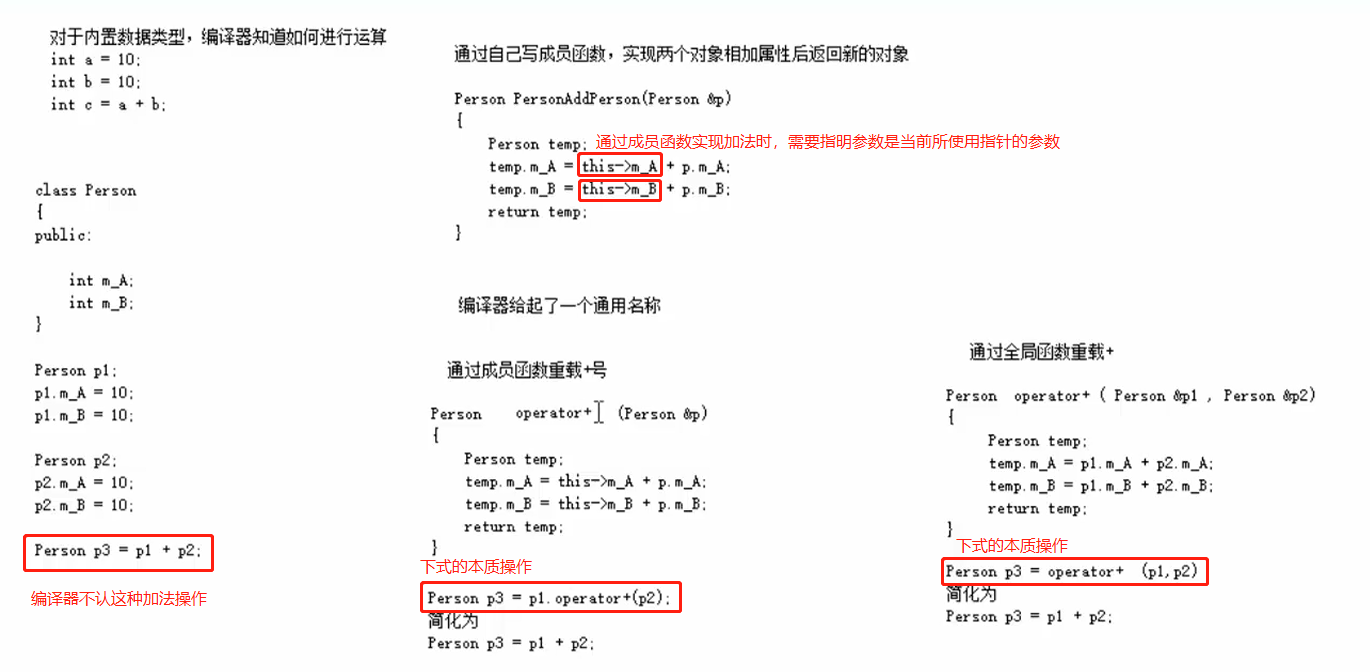 对于内置数据类型，编译器知道如何进行运算
int a = 10;
int b = 10;
int c = a + b;
class Person
{
public:
int m_A;
int m_B;
}
Person p1;
p1.m_A = 10;
p1.m_B = 10;
Person p2;
p2.m_A = 10;
p2.m_B = 10;
Person p3 = p1 + p2;
编译器不认这种加法操作
通过自己写成员函数，实现两个对象相加属性后返回新的对象
Person PersonAddPerson(Person &p)
{
Person temp; 通过成员函数实现加法时，需要指明参数是当前所使用指针的参数
temp.m_A = this->m_A + p.m_A;
temp.m_B = this->m_B + p.m_B;
return temp;
}
编译器给起了一个通用名称
通过成员函数重载+号
Person operator+ (Person &p)
{
Person temp;
temp.m_A = this->m_A + p.m_A;
temp.m_B = this->m_B + p.m_B;
return temp;
}
下式的本质操作
Person p3 = p1.operator+(p2);
简化为
Person p3 = p1 + p2;
通过全局函数重载+
Person operator+ ( Person &p1 , Person &p2)
{
Person temp;
temp.m_A = p1.m_A + p2.m_A;
temp.m_B = p1.m_B + p2.m_B;
return temp;
}
下式的本质操作
Person p3 = operator+ (p1,p2)
简化为
Person p3 = p1 + p2;